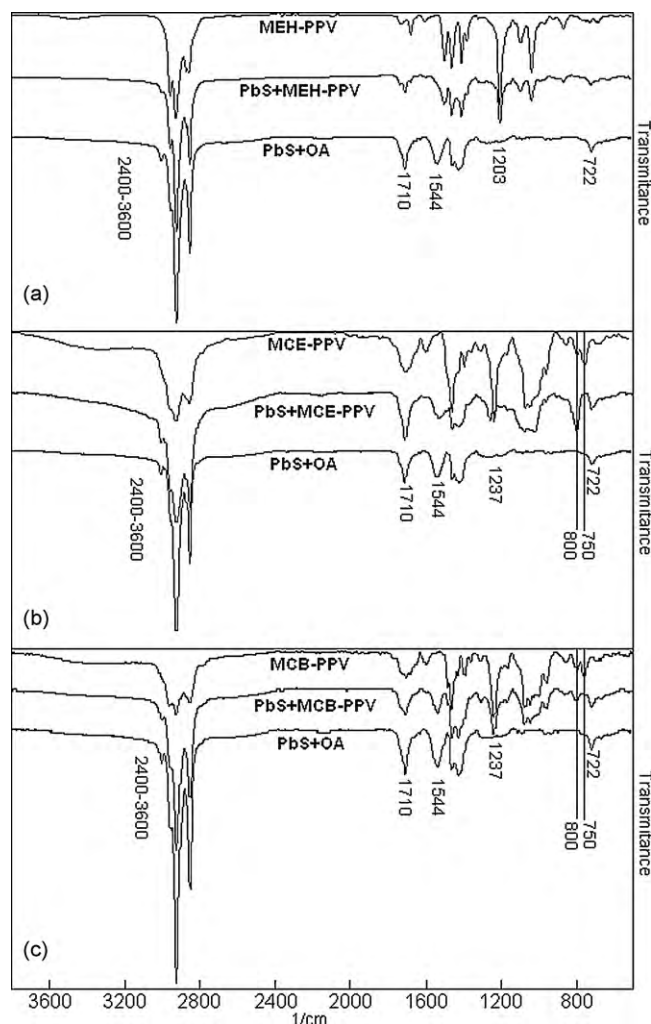 MEH-PPV
PbS+MEH-PPV
PbS+OA
2400-3600
1710
1544
1203
722
Transmitance
(a)
MCE-PPV
PbS+MCE-PPV
PbS+OA
2400-3600
1710
1544
1237
722
750
800
Transmitance
(b)
MCB-PPV
PbS+MCB-PPV
PbS+OA
2400-3600
1710
1544
1237
722
750
800
Transmitance
(c)
3600 3200 2800 2400 2000 1600 1200 800
1/cm